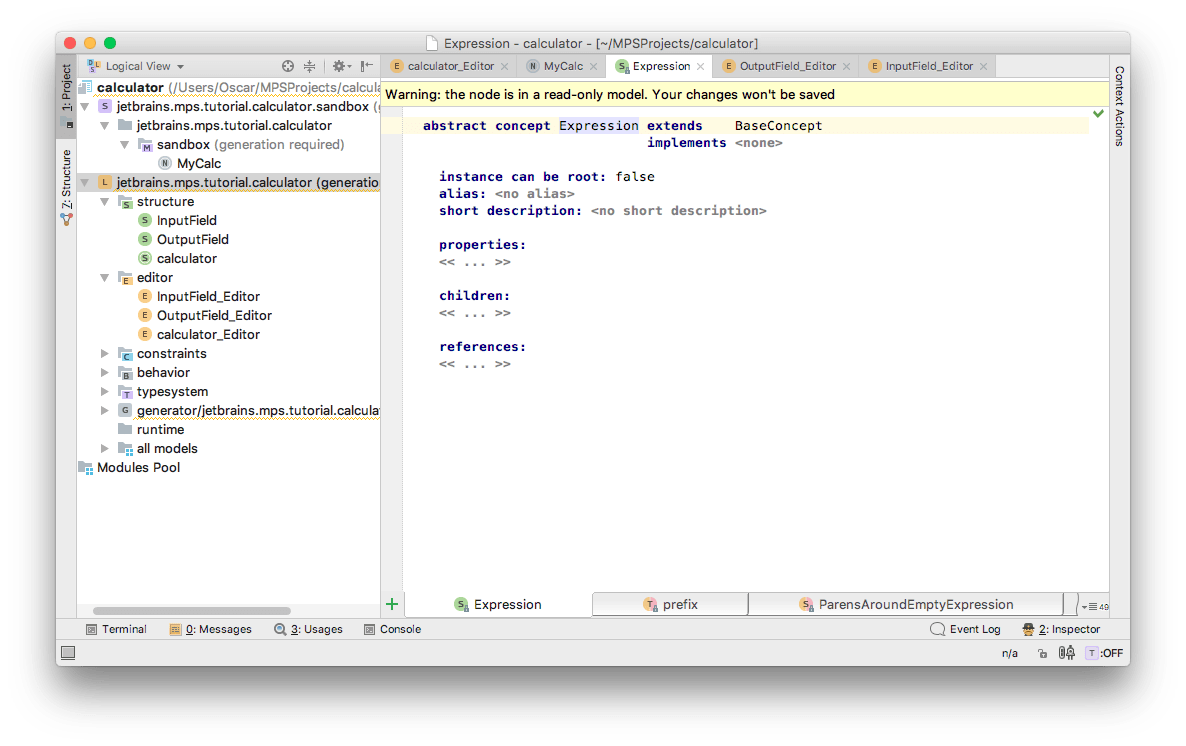 Expression - calculator - [~/MPSProjects/calculator]
1: Project
Z: Structure
Logical View
calculator (/Users/Oscar/MPSProjects/calcul
jetbrains.mps.tutorial.calculator.sandbox (
jetbrains.mps.tutorial.calculator
sandbox (generation required)
M
N MyCalc
S
L jetbrains.mps.tutorial.calculator (generatio
S structure
S InputField
S OutputField
S calculator
E editor
E InputField_Editor
E OutputField_Editor
E calculator_Editor
C constraints
B behavior
T typesystem
G generator/jetbrains.mps.tutorial.calcula
runtime
all models
Modules Pool
E calculator_Editor
N MyCalc
S Expression
E OutputField_Editor
E InputField_Editor
Warning: the node is in a read-only model. Your changes won't be saved
abstract concept Expression extends BaseConcept
implements <none>
instance can be root: false
alias: <no alias>
short description: <no short description>
properties:
<< ... >>
children:
<< ... >>
references:
<< ... >>
Context Actions
S Expression
T prefix
S ParensAroundEmptyExpression
49
Terminal
0: Messages
3: Usages
Console
Event Log
2: Inspector
n/a
T :OFF